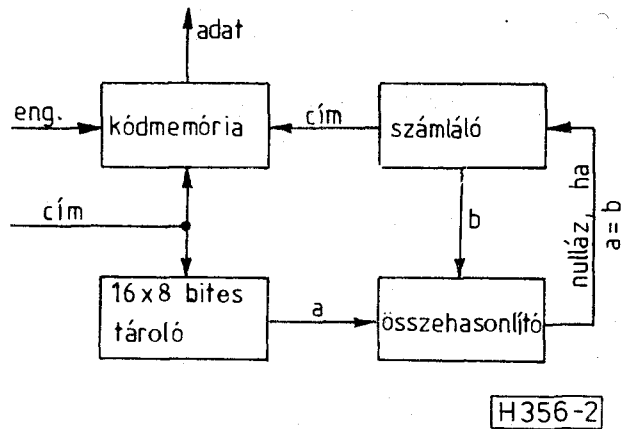 adat
eng.
kódmemória
cím
számláló
cím
b
nulláz, ha
a = b
16x8 bites
tároló
a
összehasonlító
H356-2